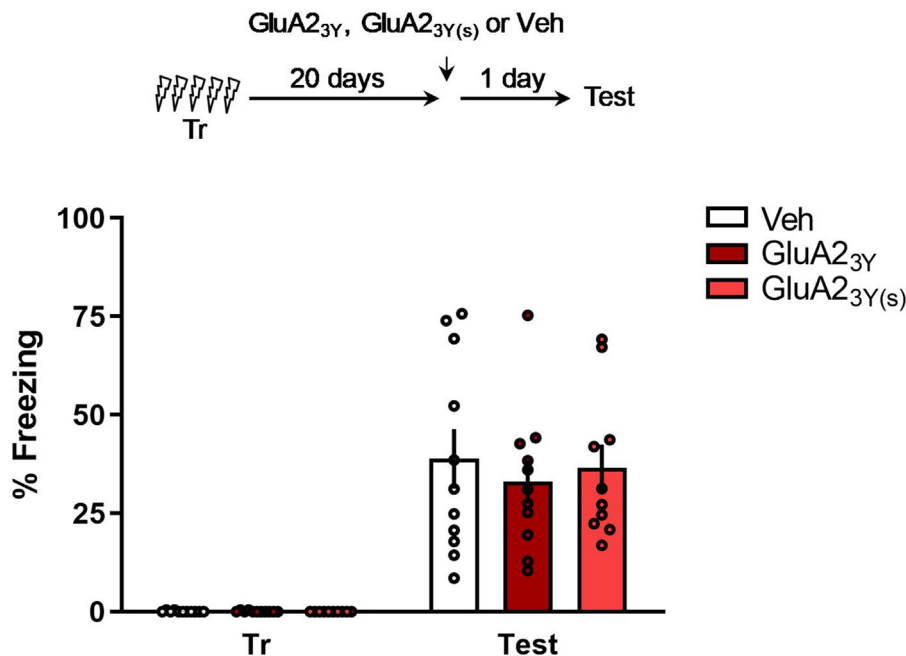 GluA2₃Y, GluA2₃Y(s) or Veh
20 days
1 day
Test
Tr
100
75
50
25
0
% Freezing
Tr
Test
Veh
GluA2₃Y
GluA2₃Y(s)